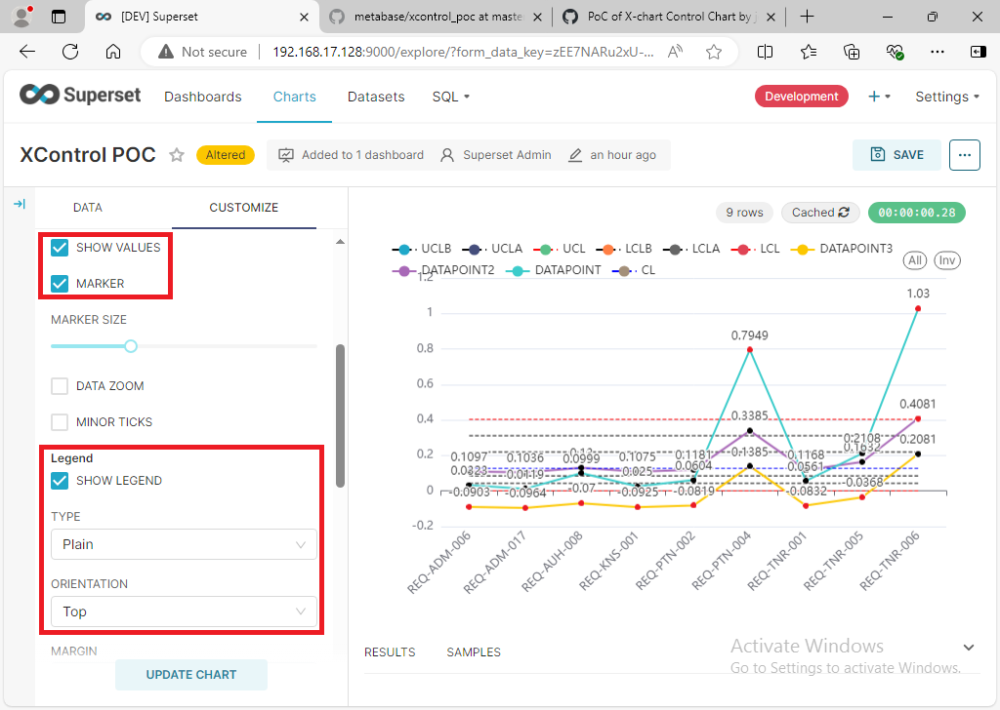 [DEV] Superset
metabase/xcontrol_poc at maste
PoC of X-chart Control Chart by j
Not secure
192.168.17.128:9000/explore/?form_data_key=zEE7NARu2xU-...
Superset
Dashboards
Charts
Datasets
SQL
Development
Settings
XControl POC
Altered
Added to 1 dashboard
Superset Admin
an hour ago
SAVE
DATA
CUSTOMIZE
SHOW VALUES
MARKER
MARKER SIZE
DATA ZOOM
MINOR TICKS
Legend
SHOW LEGEND
TYPE
Plain
ORIENTATION
Top
MARGIN
UPDATE CHART
9 rows
Cached
00:00:00.28
UCLB UCLA UCL LCLB LCLA LCL DATAPOINT3
DATAPOINT2 DATAPOINT CL
All Inv
1.2
1
0.8
0.6
0.4
0.2
0
-0.2
1.03
0.7949
0.4081
0.3385
0.2108
0.2081
0.1632
0.1097
0.1036
0.0999
0.1075
0.1181
0.1385
0.1168
0.0223
0.0119
0.025
0.0604
0.0561
0.0368
-0.0903
-0.0964
-0.07
-0.0925
-0.0819
-0.0832
REQ-ADM-006
REQ-ADM-017
REQ-AUH-008
REQ-KNS-001
REQ-PTN-002
REQ-PTN-004
REQ-TNR-001
REQ-TNR-005
REQ-TNR-006
RESULTS
SAMPLES
Activate Windows
Go to Settings to activate Windows.